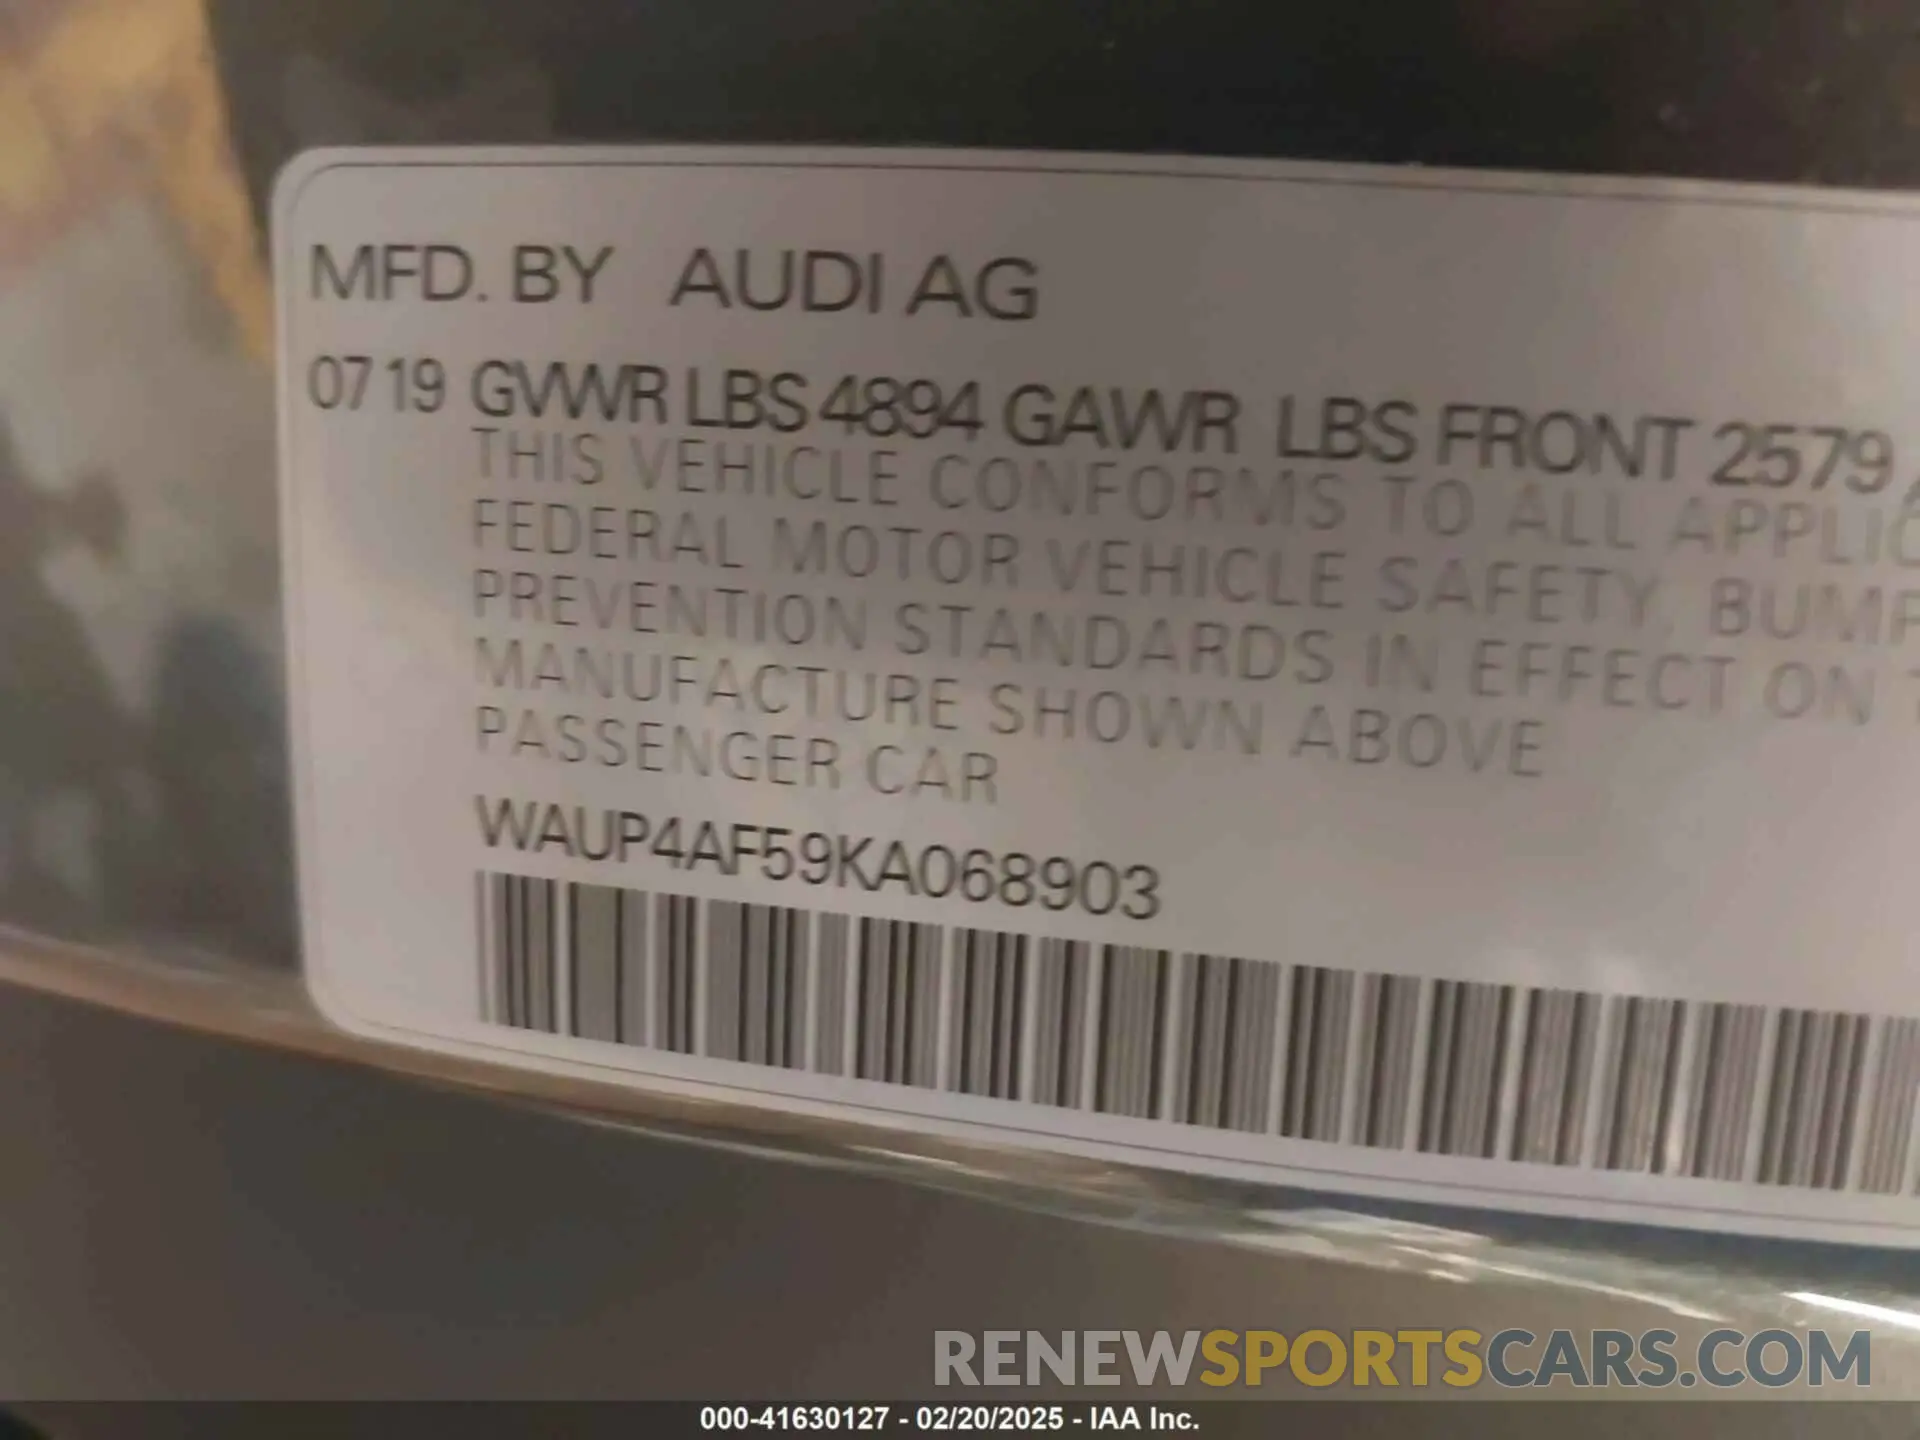 MFD. BY AUDI AG
07 19 GVWR LBS 4894 GAWR LBS FRONT 2579
THIS VEHICLE CONFORMS TO ALL APPLIC
FEDERAL MOTOR VEHICLE SAFETY, BUMP
PREVENTION STANDARDS IN EFFECT ON T
MANUFACTURE SHOWN ABOVE
PASSENGER CAR
WAUP4AF59KA068903
RENEWSPORTSCARS.COM
000-41630127 - 02/20/2025 - IAA Inc.